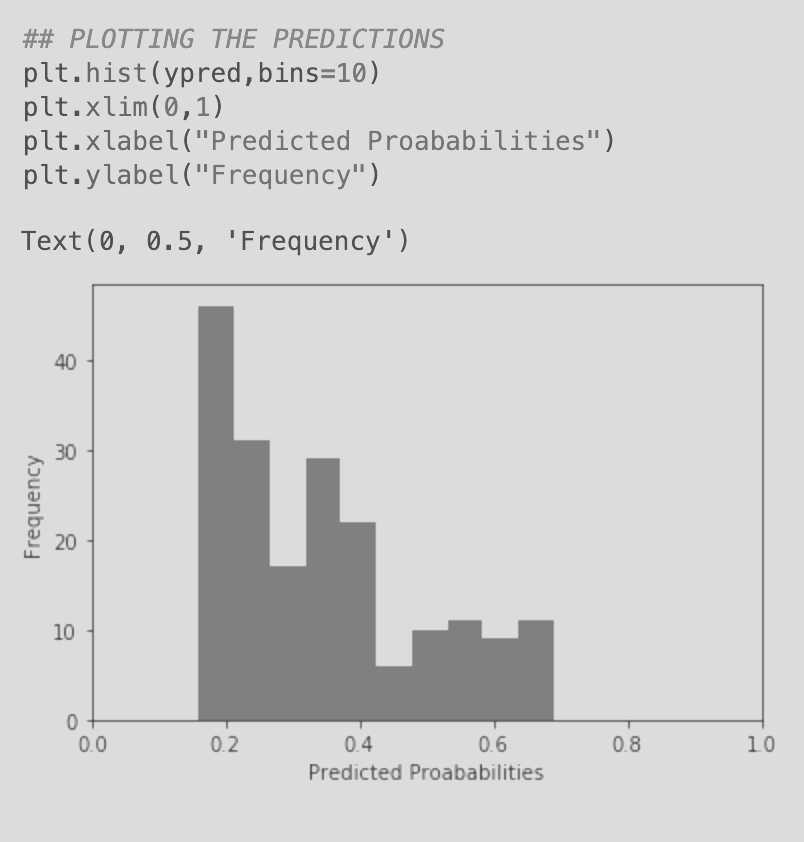 ## PLOTTING THE PREDICTIONS
plt.hist(ypred,bins=10)
plt.xlim(0,1)
plt.xlabel("Predicted Proababilities")
plt.ylabel("Frequency")
Text(0, 0.5, 'Frequency')
40
30
20
10
0
Frequency
0.0 0.2 0.4 0.6 0.8 1.0
Predicted Proababilities